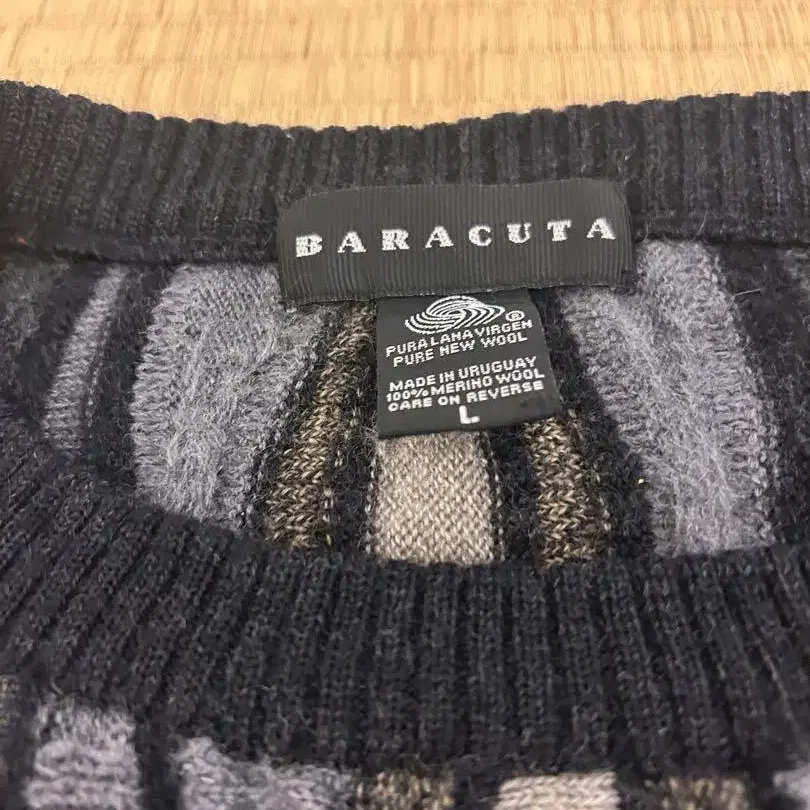 BARACUTA
®
PURA LANA VIRGEN
PURE NEW WOOL
MADE IN URUGUAY
100% MERINO WOOL
CARE ON REVERSE
L